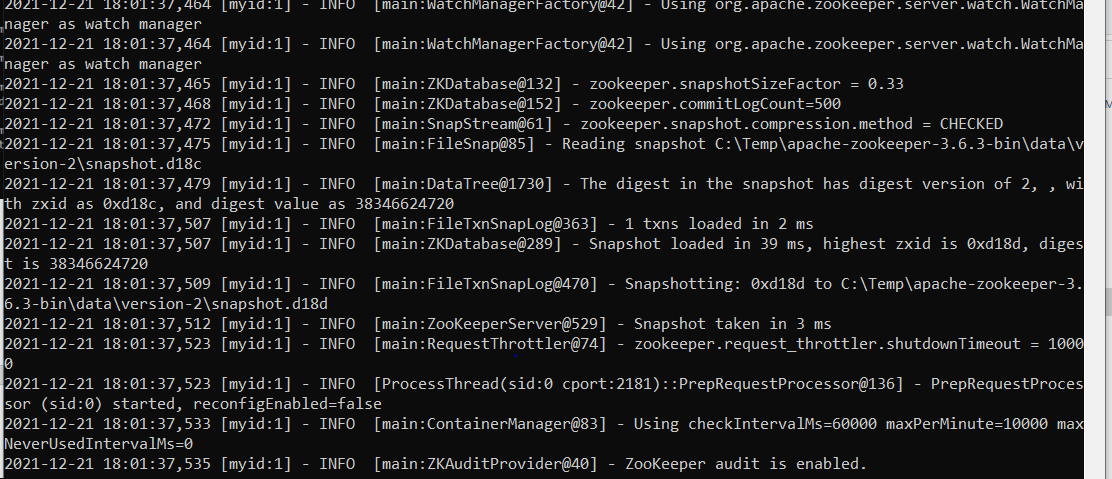 2021-12-21 18:01:37,464 [myid:1] - INFO  [main:WatchManagerFactory@42] - Using org.apache.zookeeper.server.watch.WatchMa
nager as watch manager
2021-12-21 18:01:37,464 [myid:1] - INFO  [main:WatchManagerFactory@42] - Using org.apache.zookeeper.server.watch.WatchMa
nager as watch manager
2021-12-21 18:01:37,465 [myid:1] - INFO  [main:ZKDatabase@132] - zookeeper.snapshotSizeFactor = 0.33
2021-12-21 18:01:37,468 [myid:1] - INFO  [main:ZKDatabase@152] - zookeeper.commitLogCount=500
2021-12-21 18:01:37,472 [myid:1] - INFO  [main:SnapStream@61] - zookeeper.snapshot.compression.method = CHECKED
2021-12-21 18:01:37,475 [myid:1] - INFO  [main:FileSnap@85] - Reading snapshot C:\Temp\apache-zookeeper-3.6.3-bin\data\v
ersion-2\snapshot.d18c
2021-12-21 18:01:37,479 [myid:1] - INFO  [main:DataTree@1730] - The digest in the snapshot has digest version of 2, , wi
th zxid as 0xd18c, and digest value as 38346624720
2021-12-21 18:01:37,507 [myid:1] - INFO  [main:FileTxnSnapLog@363] - 1 txns loaded in 2 ms
2021-12-21 18:01:37,507 [myid:1] - INFO  [main:ZKDatabase@289] - Snapshot loaded in 39 ms, highest zxid is 0xd18d, diges
t is 38346624720
2021-12-21 18:01:37,509 [myid:1] - INFO  [main:FileTxnSnapLog@470] - Snapshotting: 0xd18d to C:\Temp\apache-zookeeper-3.
6.3-bin\data\version-2\snapshot.d18d
2021-12-21 18:01:37,512 [myid:1] - INFO  [main:ZooKeeperServer@529] - Snapshot taken in 3 ms
2021-12-21 18:01:37,523 [myid:1] - INFO  [main:RequestThrottler@74] - zookeeper.request_throttler.shutdownTimeout = 1000
0
2021-12-21 18:01:37,523 [myid:1] - INFO  [ProcessThread(sid:0 cport:2181)::PrepRequestProcessor@136] - PrepRequestProces
sor (sid:0) started, reconfigEnabled=false
2021-12-21 18:01:37,533 [myid:1] - INFO  [main:ContainerManager@83] - Using checkIntervalMs=60000 maxPerMinute=10000 max
NeverUsedIntervalMs=0
2021-12-21 18:01:37,535 [myid:1] - INFO  [main:ZKAuditProvider@40] - ZooKeeper audit is enabled.